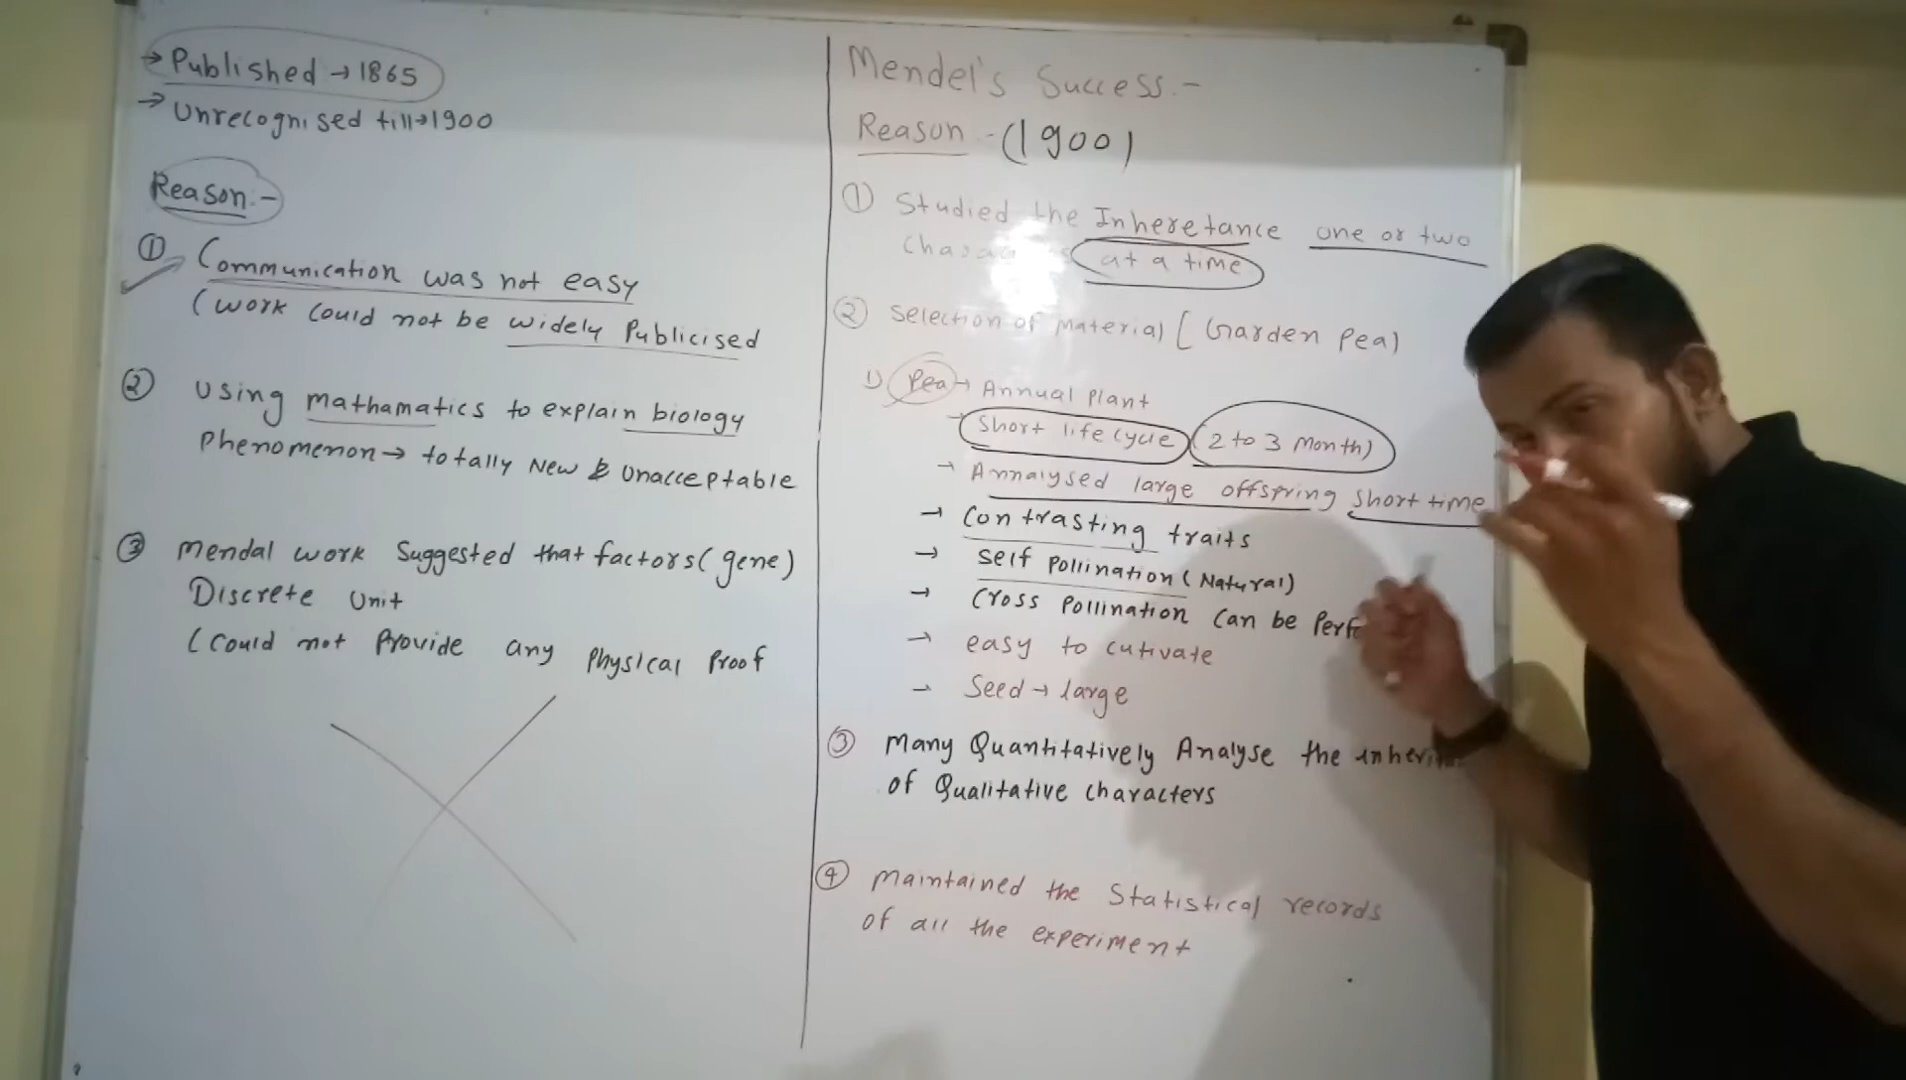 → Published → 1865
→ Unrecognised till→1900
Reason:-
① Communication was not easy
(work could not be widely Publicised
② using mathamatics to explain biology
Phenomenon → totally New & Unacceptable
③ mendal work Suggested that factors(gene)
Discrete Unit
(Could not Provide any Physical Proof
Mendel's Success:-
Reason - (1900)
① Studied the Inheretance one or two
at a time
② Selection of material [Garden Pea)
1) Pea → Annual Plant
→ Short life Cycle (2 to 3 Month)
→ Annalysed large offspring Short time
→ Contrasting traits
→ Self Pollination (Natural)
→ Cross Pollination Can be Perf
→ easy to cutivate
→ Seed → large
③ Many Quantitatively Analyse the inheri
of Qualitative characters
④ Maintained the Statistical records
of all the experiment